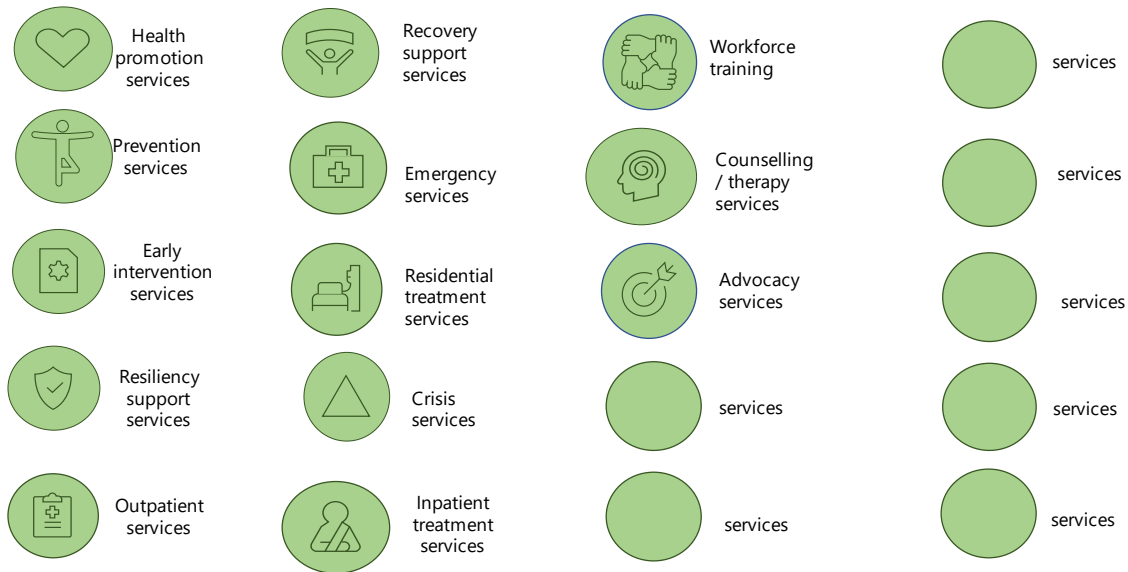 Health
promotion
services
Prevention
services
Early
intervention
services
Resiliency
support
services
Outpatient
services
Recovery
support
services
Emergency
services
Residential
treatment
services
Crisis
services
Inpatient
treatment
services
Workforce
training
Counselling
/ therapy
services
Advocacy
services
services
services
services
services
services
services
services